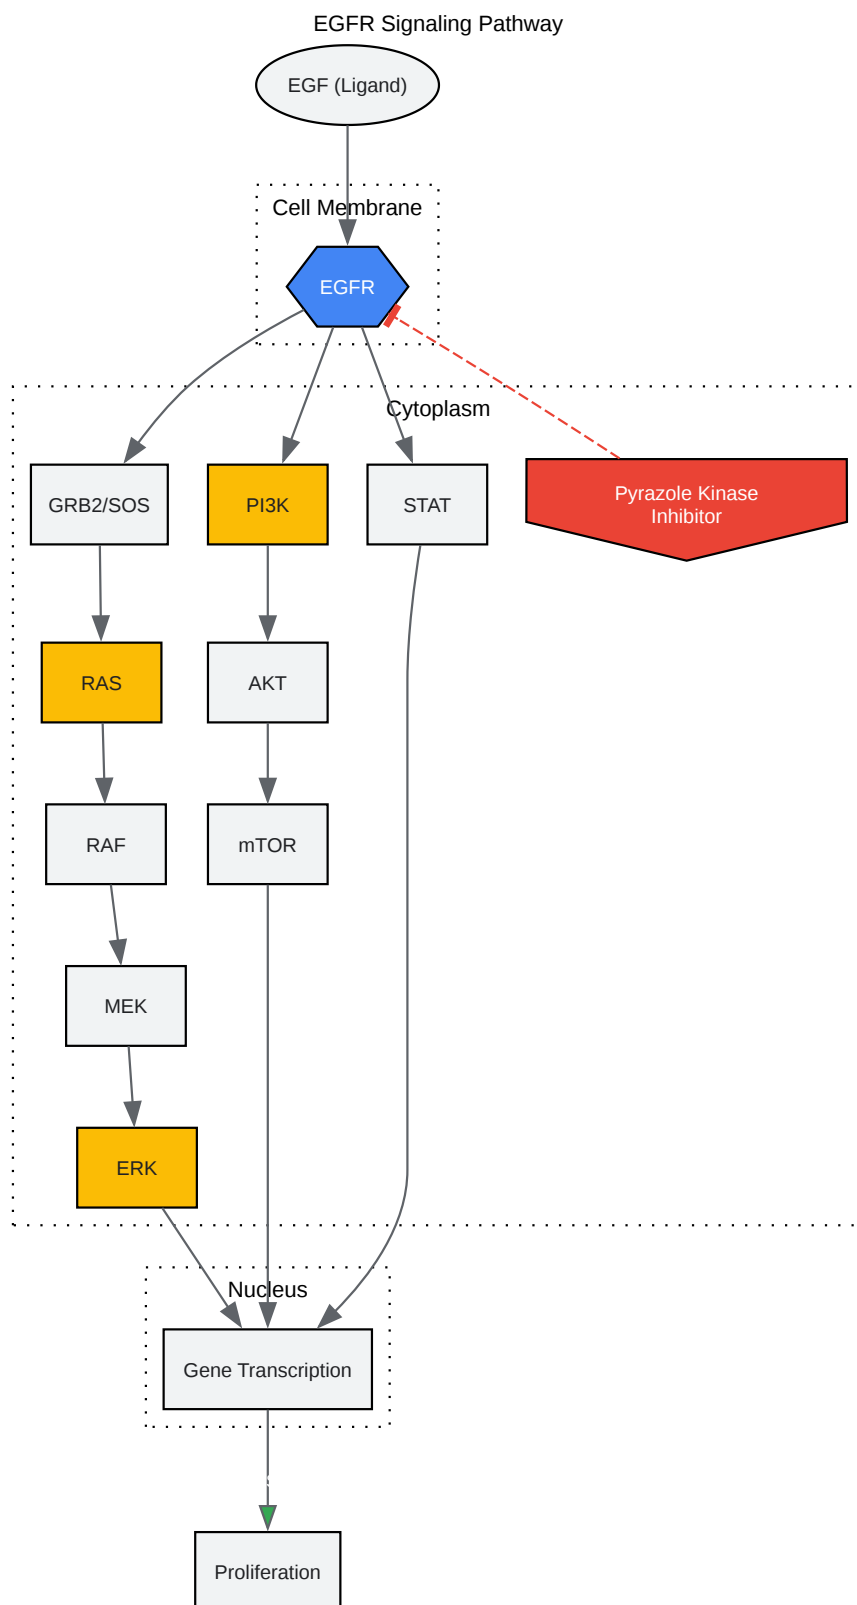 EGFR Signaling Pathway
EGF (Ligand)
Cell Membrane
EGFR
Cytoplasm
GRB2/SOS
PI3K
STAT
Pyrazole Kinase
Inhibitor
RAS
AKT
RAF
mTOR
MEK
ERK
Nucleus
Gene Transcription
Proliferation